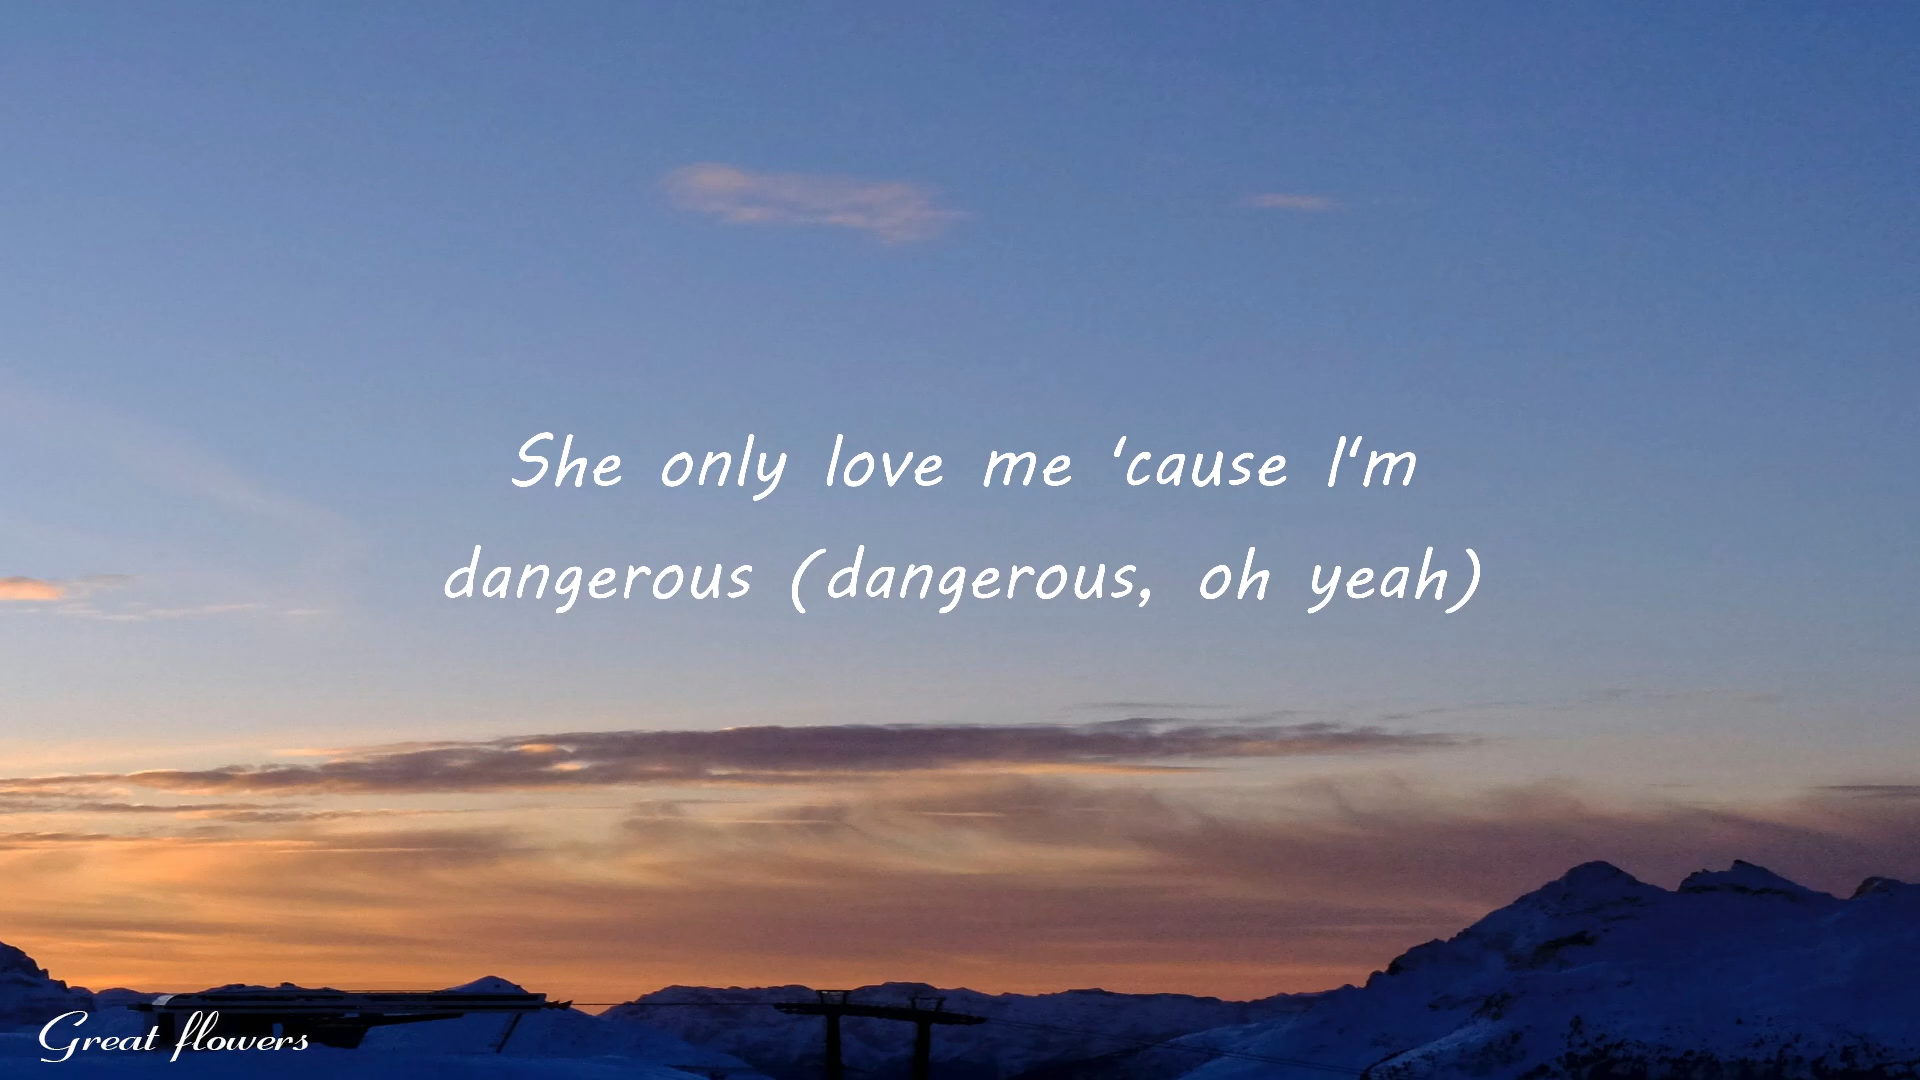 She only love me 'cause I'm
dangerous (dangerous, oh yeah)
Great flowers